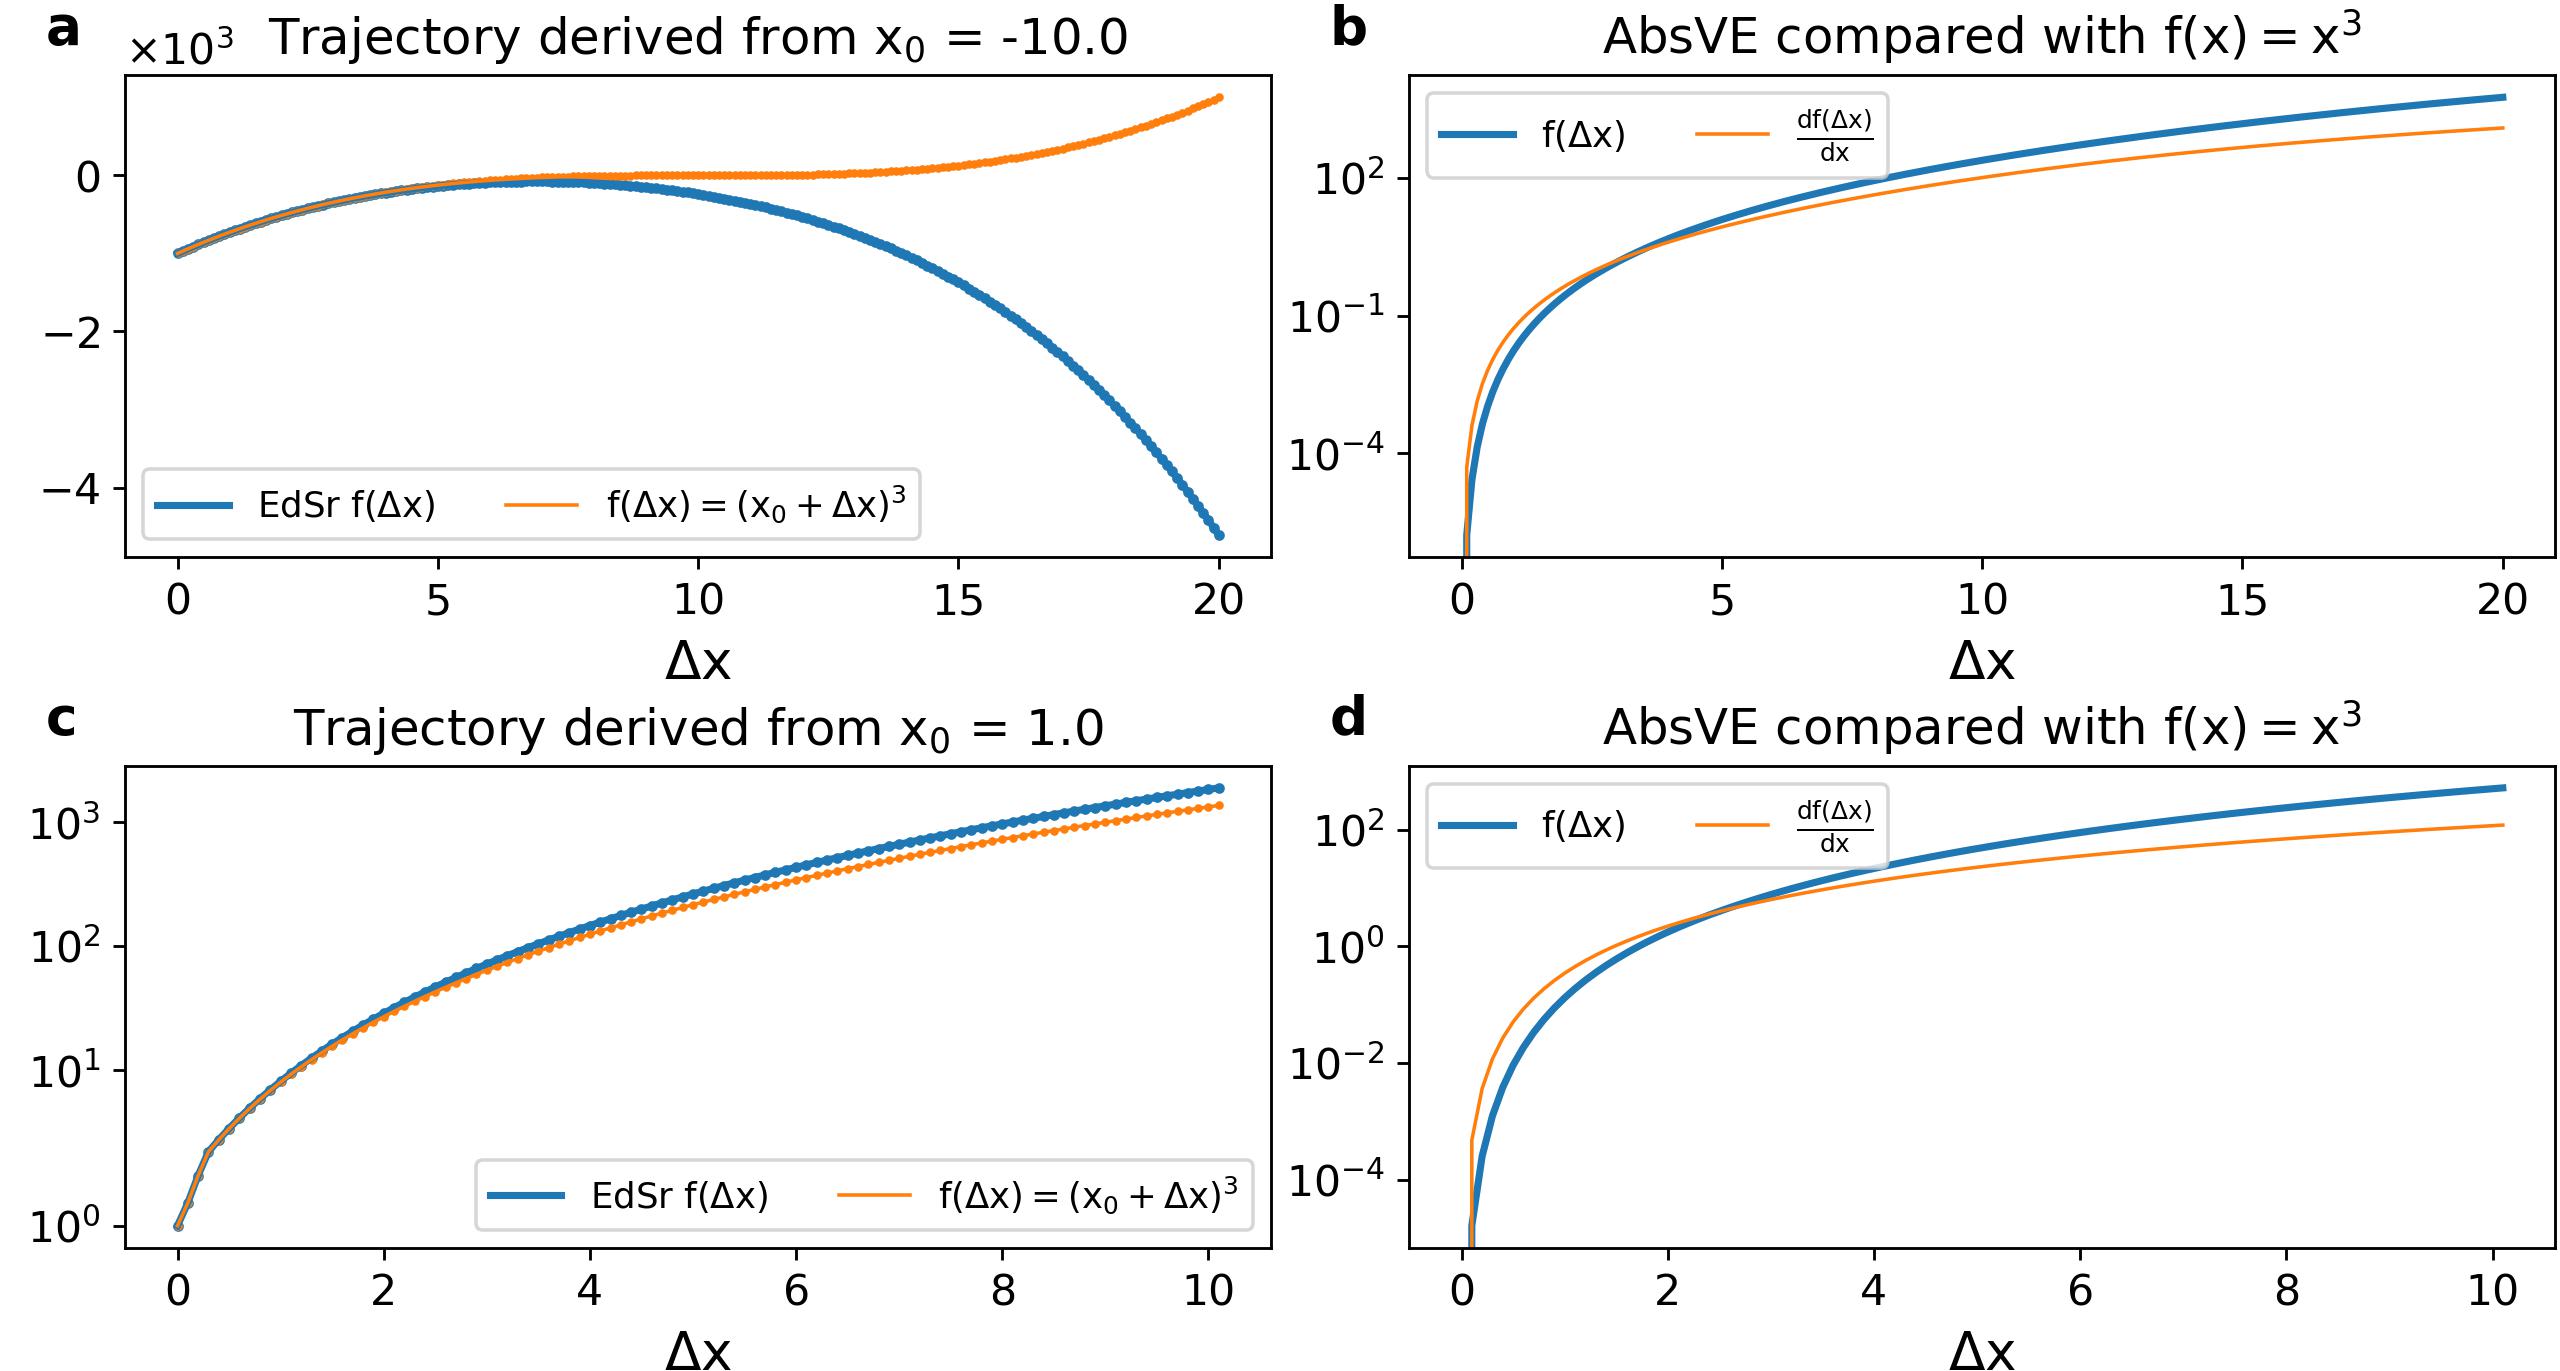 a
×10³ Trajectory derived from x₀ = -10.0
0
−2
−4
EdSr f(Δx) f(Δx) = (x₀ + Δx)³
0 5 10 15 20
Δx
b
AbsVE compared with f(x) = x³
f(Δx) df(Δx)/dx
10²
10⁻¹
10⁻⁴
0 5 10 15 20
Δx
c
Trajectory derived from x₀ = 1.0
10³
10²
10¹
10⁰
EdSr f(Δx) f(Δx) = (x₀ + Δx)³
0 2 4 6 8 10
Δx
d
AbsVE compared with f(x) = x³
f(Δx) df(Δx)/dx
10²
10⁰
10⁻²
10⁻⁴
0 2 4 6 8 10
Δx